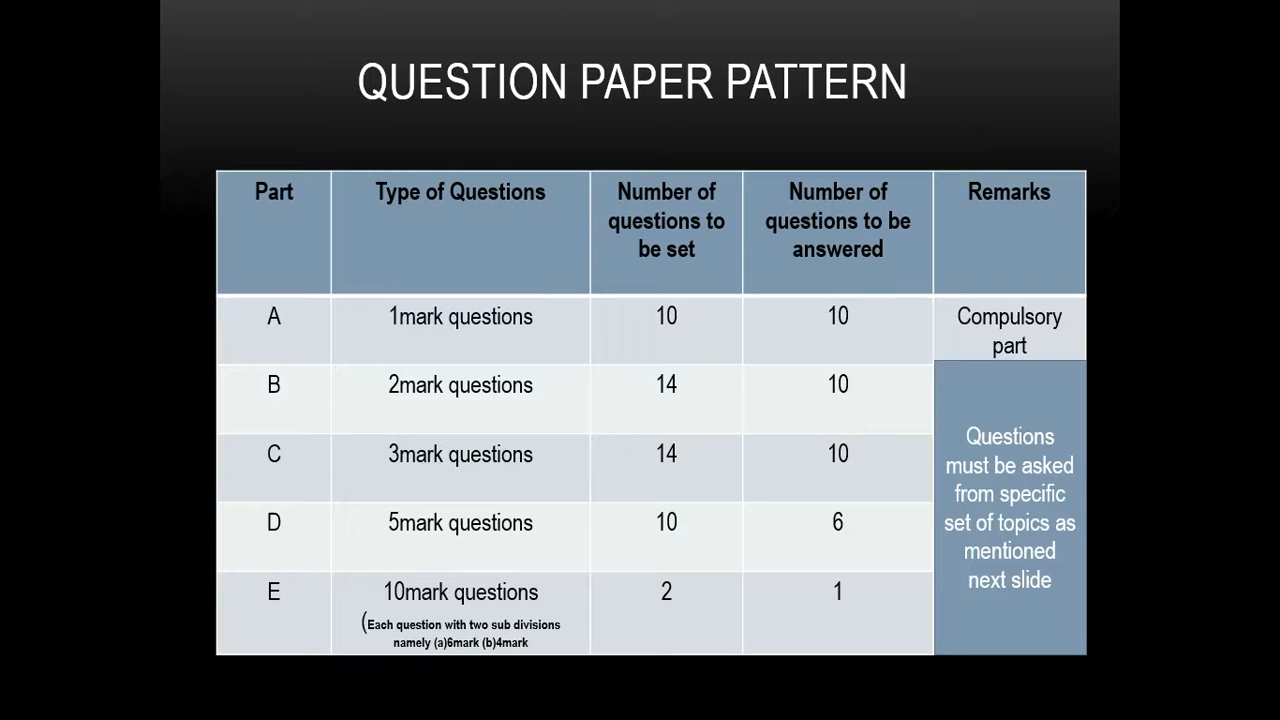 QUESTION PAPER PATTERN
Part
Type of Questions
Number of
questions to
be set
Number of
questions to be
answered
Remarks
A
1mark questions
10
10
Compulsory
part
B
2mark questions
14
10
C
3mark questions
14
10
D
5mark questions
10
6
E
10mark questions
(Each question with two sub divisions
namely (a)6mark (b)4mark
2
1
Questions
must be asked
from specific
set of topics as
mentioned
next slide